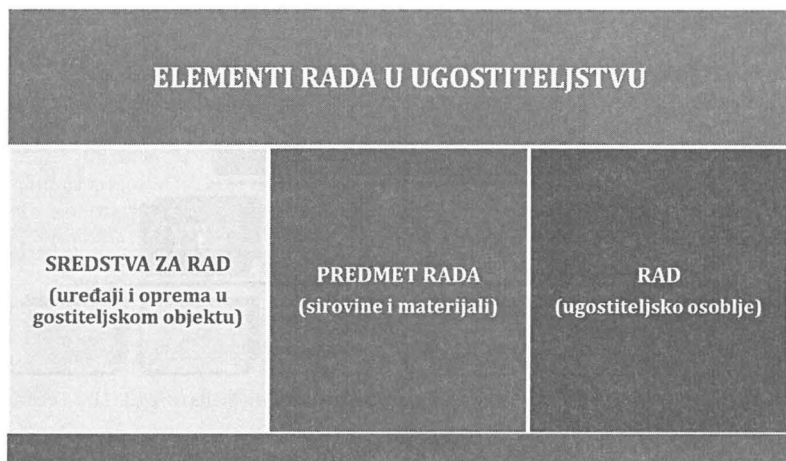 ELEMENTI RADA U UGOSTITELJSTVU
SREDSTVA ZA RAD
(uređaji i oprema u
gostiteljskom objektu)
PREDMET RADA
(sirovine i materijali)
RAD
(ugostiteljsko osoblje)